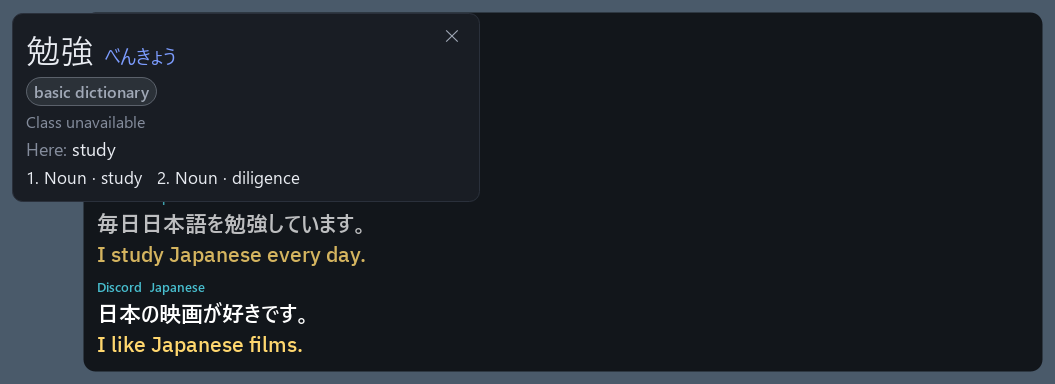 勉強 べんきょう
basic dictionary
Class unavailable
Here: study
1. Noun · study 2. Noun · diligence
毎日日本語を勉強しています。
I study Japanese every day.
Discord Japanese
日本の映画が好きです。
I like Japanese films.